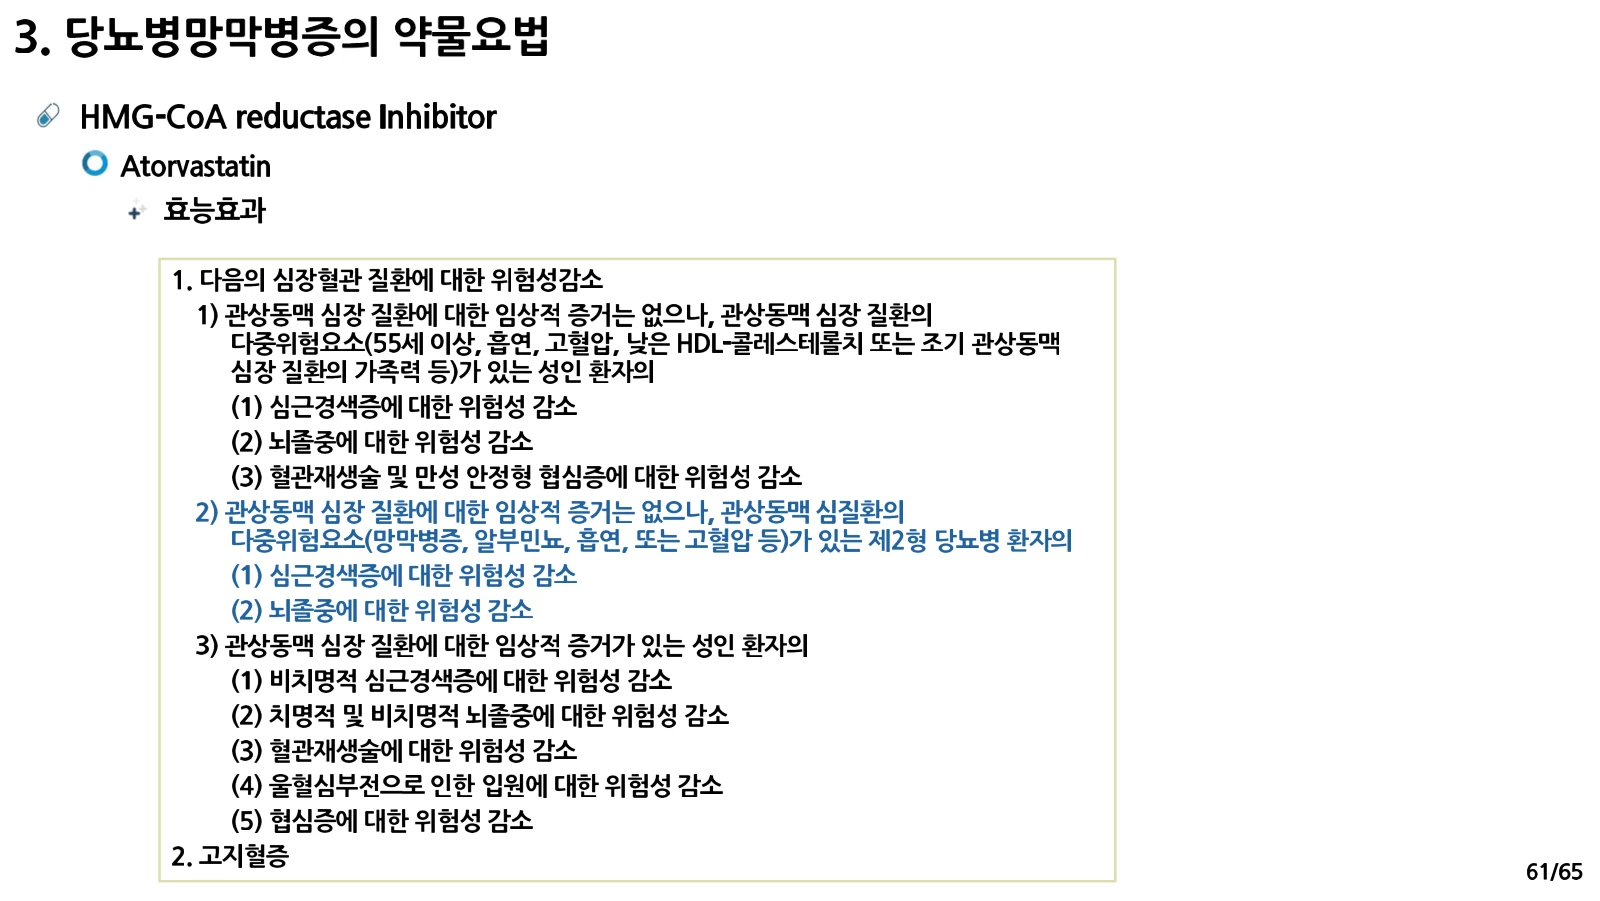 3. 당뇨병망막병증의 약물요법
HMG-CoA reductase Inhibitor
Atorvastatin
효능효과
1. 다음의 심장혈관 질환에 대한 위험성감소
1) 관상동맥 심장 질환에 대한 임상적 증거는 없으나, 관상동맥 심장 질환의
다중위험요소(55세 이상, 흡연, 고혈압, 낮은 HDL-콜레스테롤치 또는 조기 관상동맥
심장 질환의 가족력 등)가 있는 성인 환자의
(1) 심근경색증에 대한 위험성 감소
(2) 뇌졸중에 대한 위험성 감소
(3) 혈관재생술 및 만성 안정형 협심증에 대한 위험성 감소
2) 관상동맥 심장 질환에 대한 임상적 증거는 없으나, 관상동맥 심질환의
다중위험요소(망막병증, 알부민뇨, 흡연, 또는 고혈압 등)가 있는 제2형 당뇨병 환자의
(1) 심근경색증에 대한 위험성 감소
(2) 뇌졸중에 대한 위험성 감소
3) 관상동맥 심장 질환에 대한 임상적 증거가 있는 성인 환자의
(1) 비치명적 심근경색증에 대한 위험성 감소
(2) 치명적 및 비치명적 뇌졸중에 대한 위험성 감소
(3) 혈관재생술에 대한 위험성 감소
(4) 울혈심부전으로 인한 입원에 대한 위험성 감소
(5) 협심증에 대한 위험성 감소
2. 고지혈증
61/65